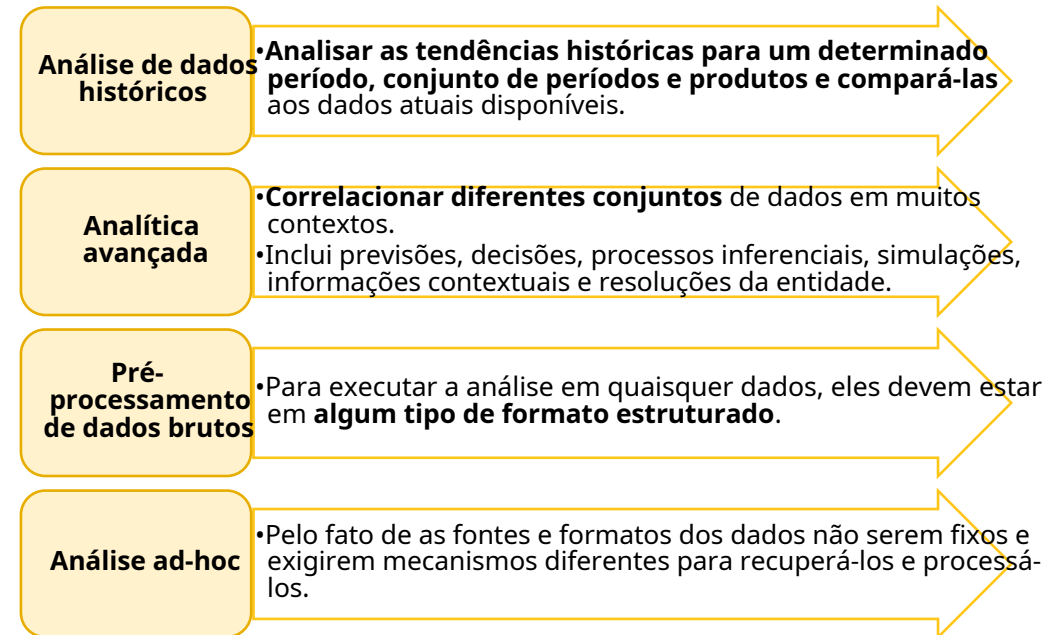 Análise de dados
históricos
•Analisar as tendências históricas para um determinado
período, conjunto de períodos e produtos e compará-las
aos dados atuais disponíveis.
Analítica
avançada
•Correlacionar diferentes conjuntos de dados em muitos
contextos.
•Inclui previsões, decisões, processos inferenciais, simulações,
informações contextuais e resoluções da entidade.
Pré-
processamento
de dados brutos
•Para executar a análise em quaisquer dados, eles devem estar
em algum tipo de formato estruturado.
Análise ad-hoc
•Pelo fato de as fontes e formatos dos dados não serem fixos e
exigirem mecanismos diferentes para recuperá-los e processá-
los.